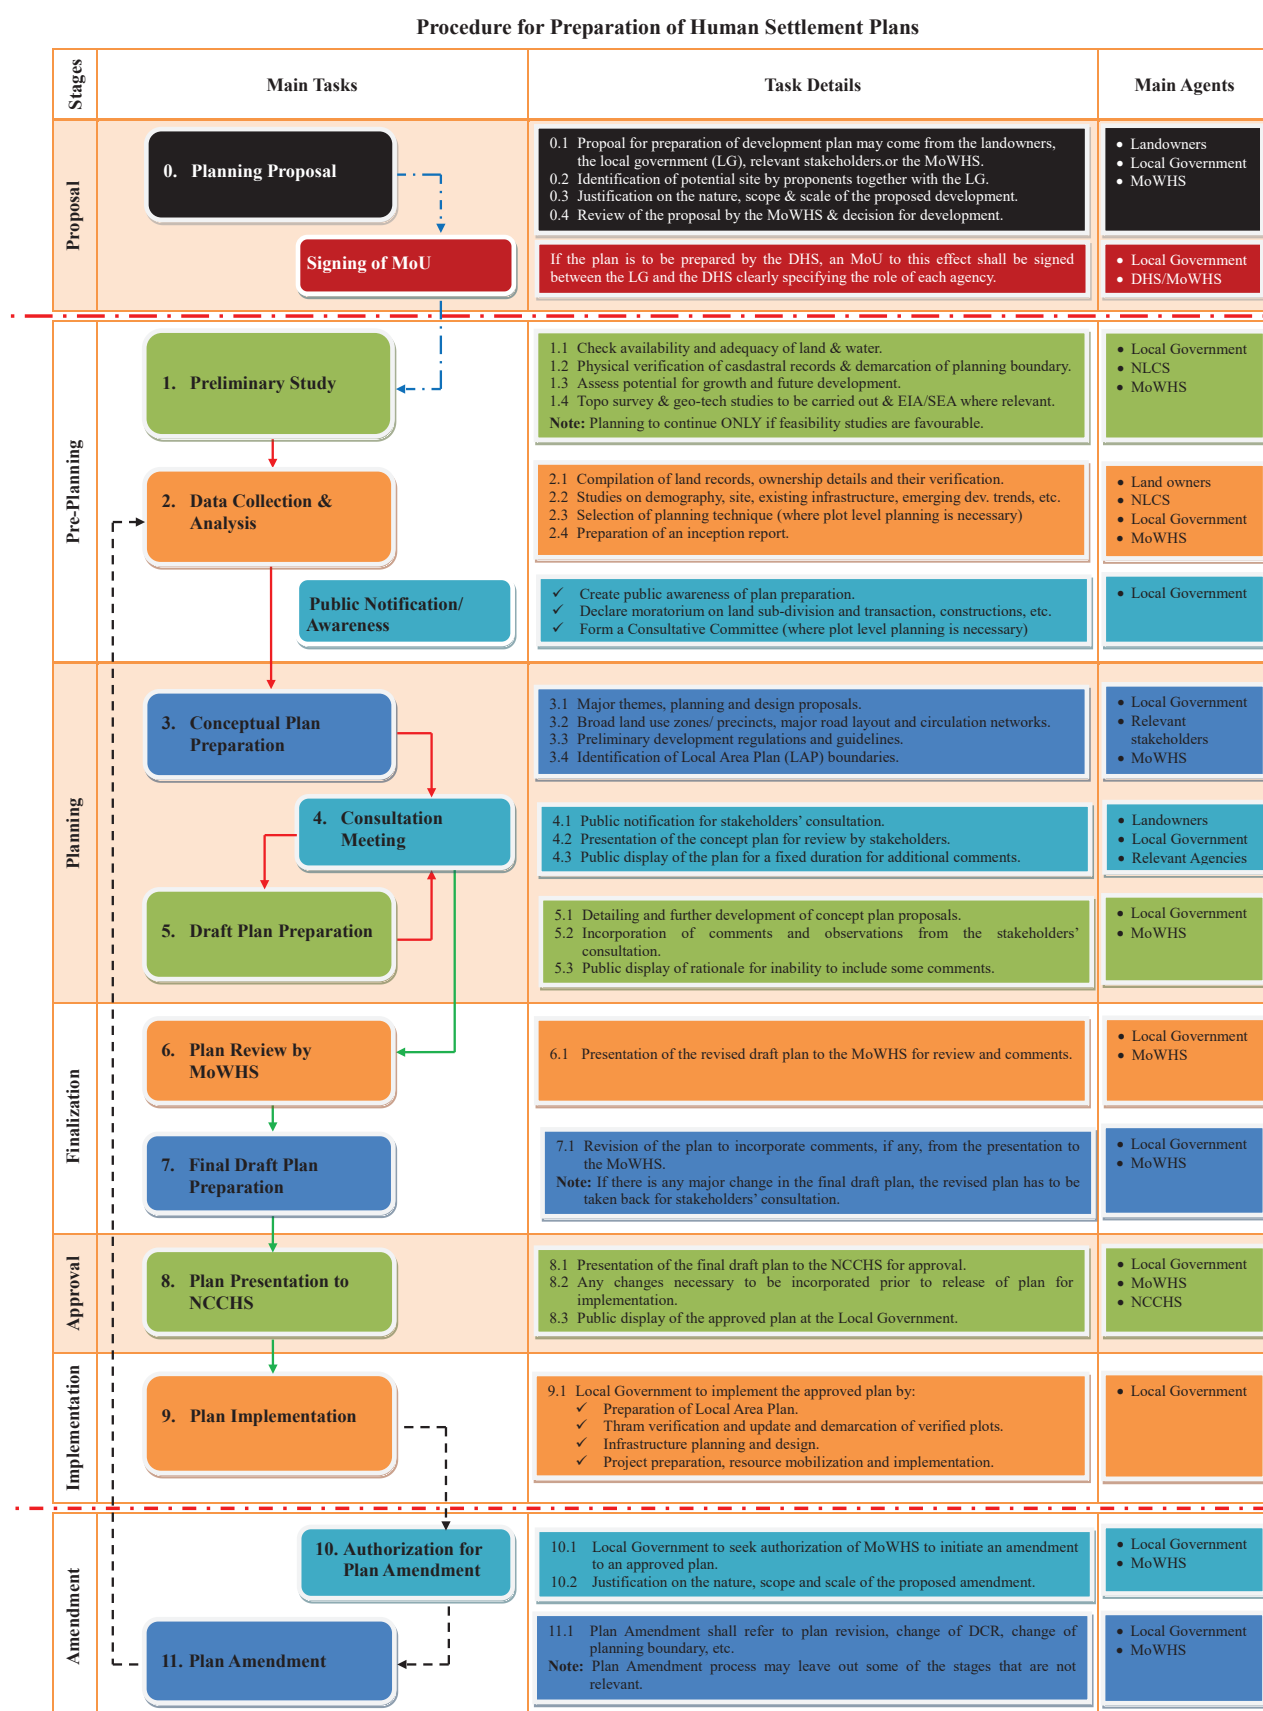 Procedure for Preparation of Human Settlement Plans
Stages
Main Tasks
Task Details
Main Agents
Proposal
0. Planning Proposal
0.1 Propoal for preparation of development plan may come from the landowners,
the local government (LG), relevant stakeholders.or the MoWHS.
0.2 Identification of potential site by proponents together with the LG.
0.3 Justification on the nature, scope & scale of the proposed development.
0.4 Review of the proposal by the MoWHS & decision for development.
• Landowners
• Local Government
• MoWHS
Signing of MoU
If the plan is to be prepared by the DHS, an MoU to this effect shall be signed
between the LG and the DHS clearly specifying the role of each agency.
• Local Government
• DHS/MoWHS
Pre-Planning
1. Preliminary Study
1.1 Check availability and adequacy of land & water.
1.2 Physical verification of casdastral records & demarcation of planning boundary.
1.3 Assess potential for growth and future development.
1.4 Topo survey & geo-tech studies to be carried out & EIA/SEA where relevant.
Note: Planning to continue ONLY if feasibility studies are favourable.
• Local Government
• NLCS
• MoWHS
2. Data Collection &
Analysis
2.1 Compilation of land records, ownership details and their verification.
2.2 Studies on demography, site, existing infrastructure, emerging dev. trends, etc.
2.3 Selection of planning technique (where plot level planning is necessary)
2.4 Preparation of an inception report.
• Land owners
• NLCS
• Local Government
• MoWHS
Public Notification/
Awareness
✓ Create public awareness of plan preparation.
✓ Declare moratorium on land sub-division and transaction, constructions, etc.
✓ Form a Consultative Committee (where plot level planning is necessary)
• Local Government
Planning
3. Conceptual Plan
Preparation
3.1 Major themes, planning and design proposals.
3.2 Broad land use zones/ precincts, major road layout and circulation networks.
3.3 Preliminary development regulations and guidelines.
3.4 Identification of Local Area Plan (LAP) boundaries.
• Local Government
• Relevant
stakeholders
• MoWHS
4. Consultation
Meeting
4.1 Public notification for stakeholders' consultation.
4.2 Presentation of the concept plan for review by stakeholders.
4.3 Public display of the plan for a fixed duration for additional comments.
• Landowners
• Local Government
• Relevant Agencies
5. Draft Plan Preparation
5.1 Detailing and further development of concept plan proposals.
5.2 Incorporation of comments and observations from the stakeholders'
consultation.
5.3 Public display of rationale for inability to include some comments.
• Local Government
• MoWHS
Finalization
6. Plan Review by
MoWHS
6.1 Presentation of the revised draft plan to the MoWHS for review and comments.
• Local Government
• MoWHS
7. Final Draft Plan
Preparation
7.1 Revision of the plan to incorporate comments, if any, from the presentation to
the MoWHS.
Note: If there is any major change in the final draft plan, the revised plan has to be
taken back for stakeholders' consultation.
• Local Government
• MoWHS
Approval
8. Plan Presentation to
NCCHS
8.1 Presentation of the final draft plan to the NCCHS for approval.
8.2 Any changes necessary to be incorporated prior to release of plan for
implementation.
8.3 Public display of the approved plan at the Local Government.
• Local Government
• MoWHS
• NCCHS
Implementation
9. Plan Implementation
9.1 Local Government to implement the approved plan by:
✓ Preparation of Local Area Plan.
✓ Thram verification and update and demarcation of verified plots.
✓ Infrastructure planning and design.
✓ Project preparation, resource mobilization and implementation.
• Local Government
Amendment
10. Authorization for
Plan Amendment
10.1 Local Government to seek authorization of MoWHS to initiate an amendment
to an approved plan.
10.2 Justification on the nature, scope and scale of the proposed amendment.
• Local Government
• MoWHS
11. Plan Amendment
11.1 Plan Amendment shall refer to plan revision, change of DCR, change of
planning boundary, etc.
Note: Plan Amendment process may leave out some of the stages that are not
relevant.
• Local Government
• MoWHS